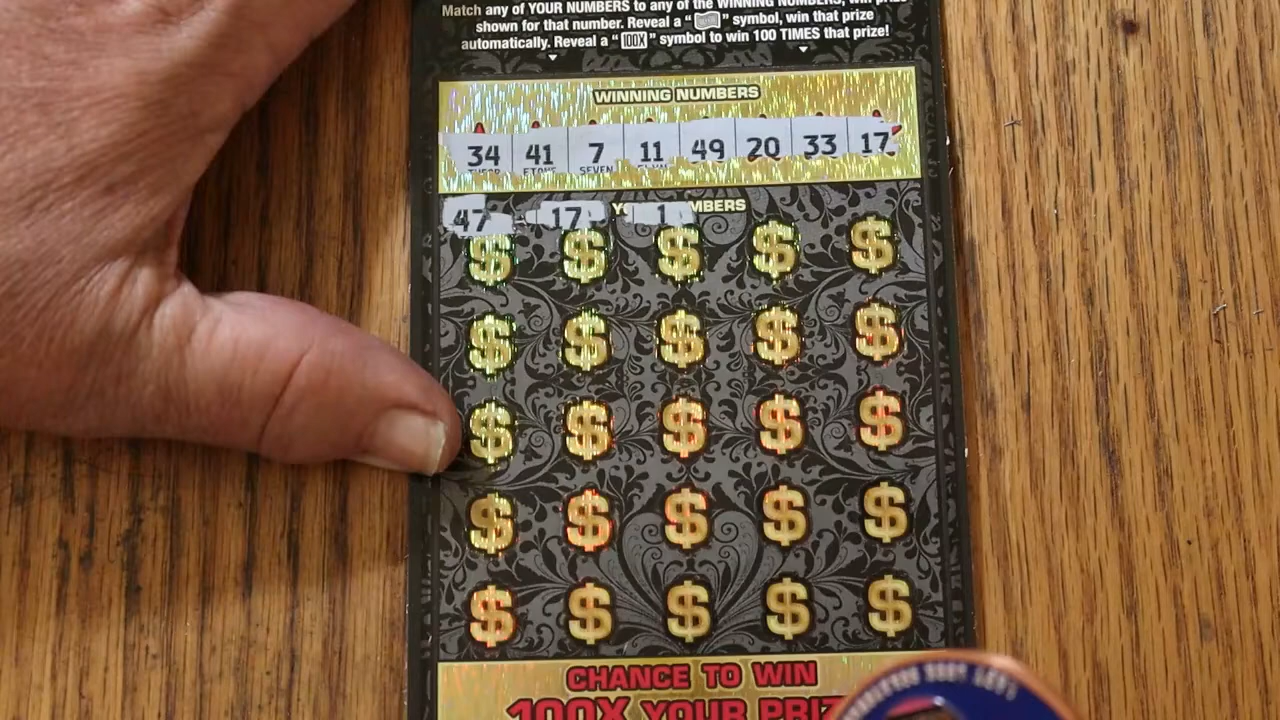 Match any of YOUR NUMBERS to any of the WINNING NUMBERS, win prize
shown for that number. Reveal a " " symbol, win that prize
automatically. Reveal a " 100X " symbol to win 100 TIMES that prize!
WINNING NUMBERS
34 41 7 11 49 20 33 17
SEVEN
47 17 1 MBERS
$ $ $ $ $
$ $ $ $ $
$ $ $ $ $
$ $ $ $ $
$ $ $ $ $
CHANCE TO WIN
100X YOUR PRIZ